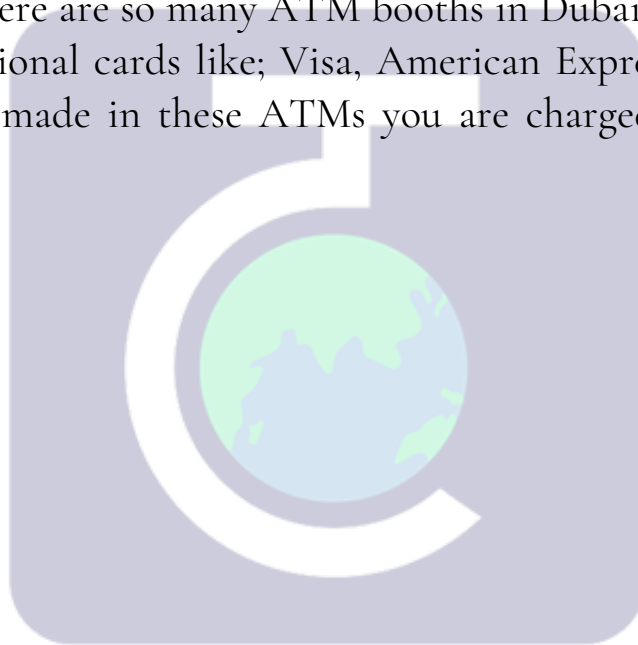 ere are so many ATM booths in Dubar
ional cards like; Visa, American Expre
made in these ATMs you are charged